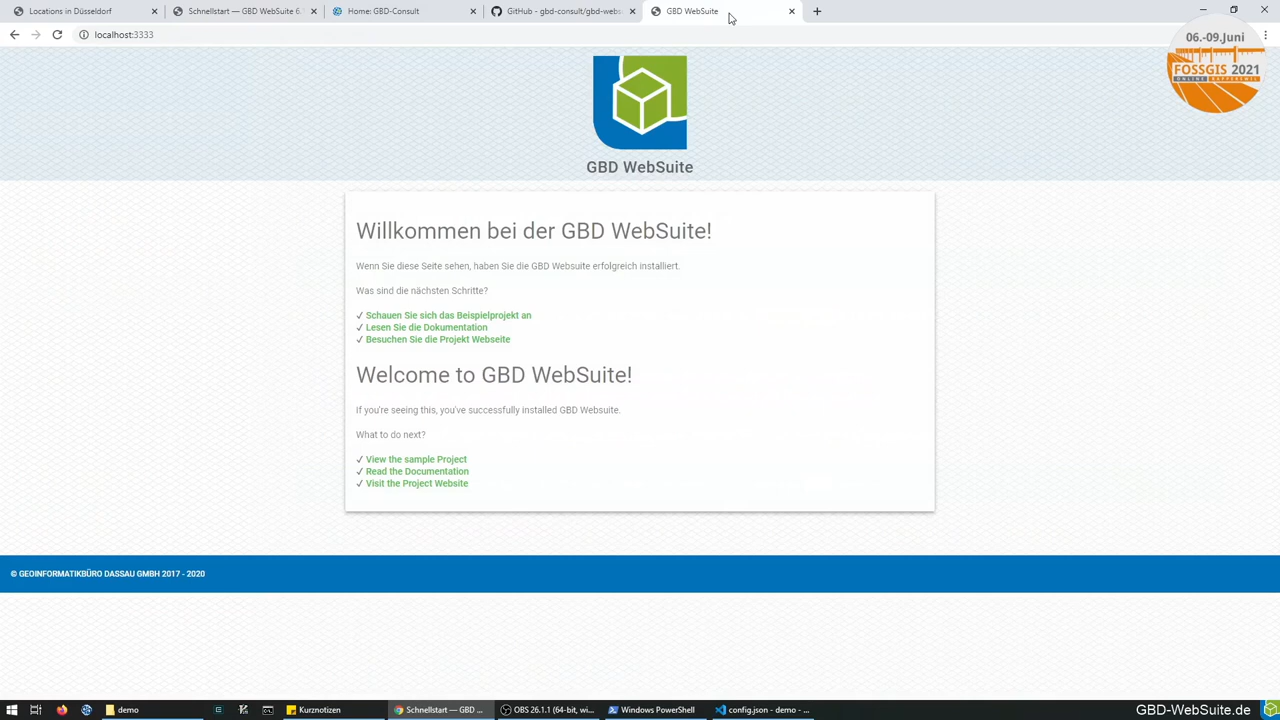 Locations in Düsseldorf
Schnellstart — GBD WebSuite 6.
Home: GBD-Consult
GitHub - gbd-consult/gbd-webs
GBD WebSuite
localhost:3333
06.-09.Juni
FOSSGIS 2021
ONLINE RAPPERSWIL
GBD WebSuite
Willkommen bei der GBD WebSuite!
Wenn Sie diese Seite sehen, haben Sie die GBD Websuite erfolgreich installiert.
Was sind die nächsten Schritte?
✓ Schauen Sie sich das Beispielprojekt an
✓ Lesen Sie die Dokumentation
✓ Besuchen Sie die Projekt Webseite
Welcome to GBD WebSuite!
If you're seeing this, you've successfully installed GBD Websuite.
What to do next?
✓ View the sample Project
✓ Read the Documentation
✓ Visit the Project Website
© GEOINFORMATIKBÜRO DASSAU GMBH 2017 - 2020
demo
Kurznotizen
Schnellstart — GBD ...
OBS 26.1.1 (64-bit, wi...
Windows PowerShell
config.json - demo - ...
GBD-WebSuite.de